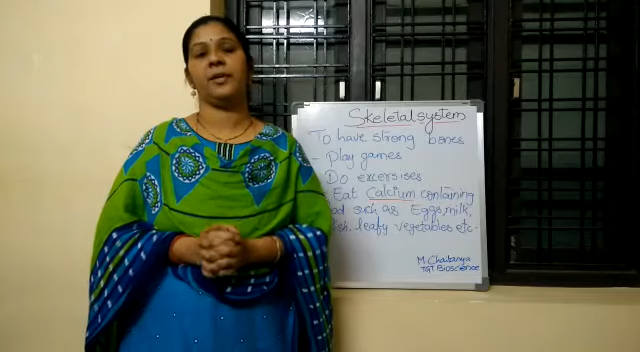 Skeletal system
To have strong bones
- Play games
Do excersises
Eat Calcium containing
such as Eggs, milk,
leafy vegetables etc.
M. Chaitanya
TGT Bioscience